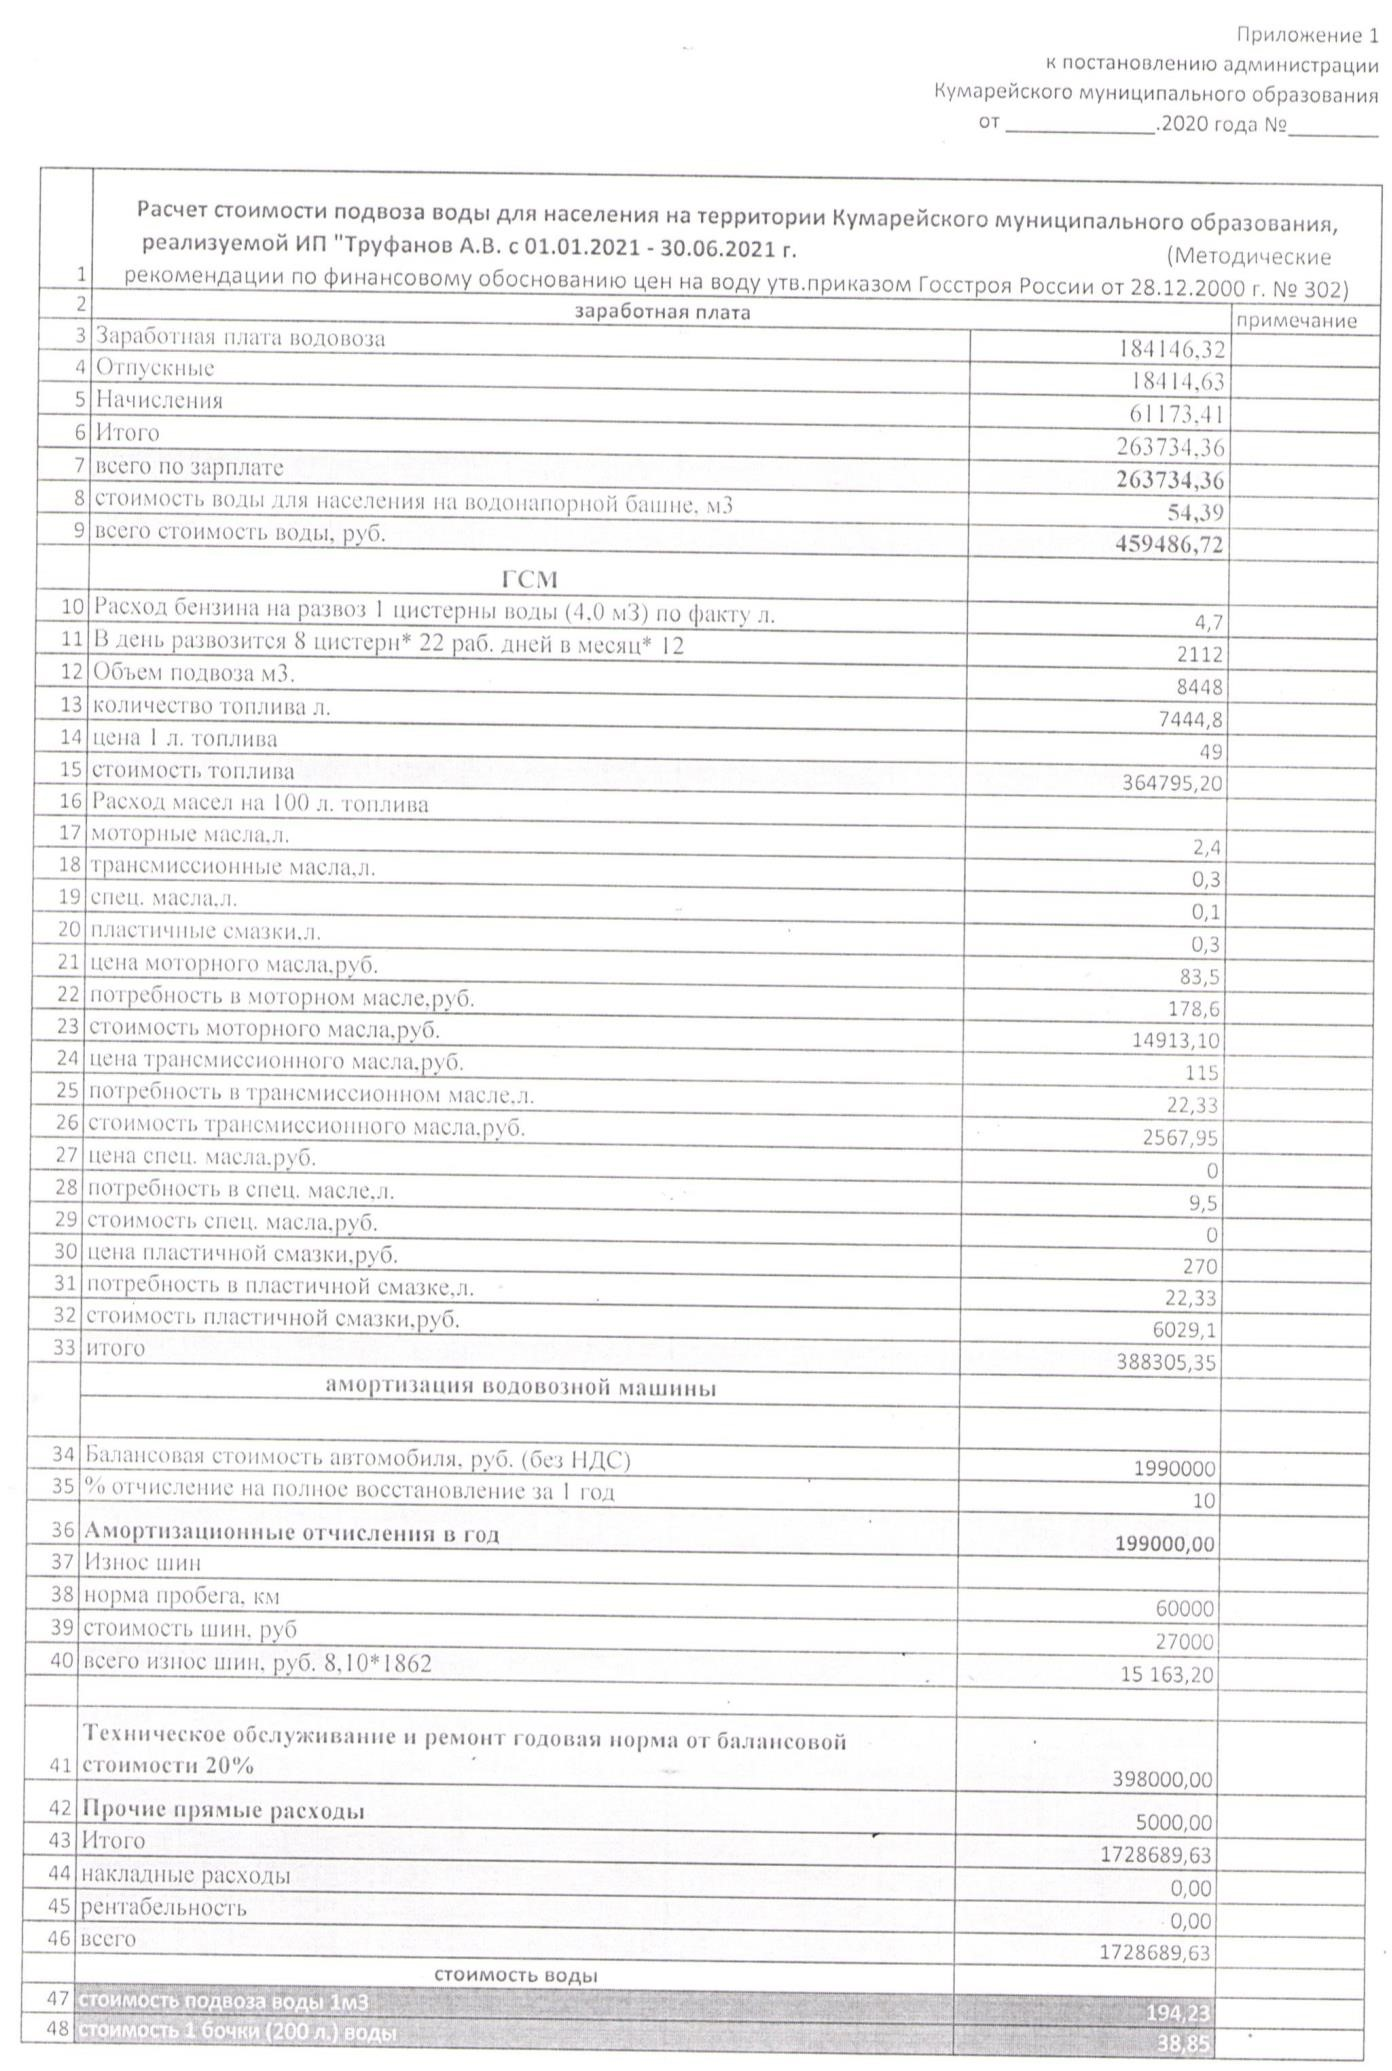 Приложение 1
к постановлению администрации
Кумарейского муниципального образования
от _____________.2020 года №________
1 Расчет стоимости подвоза воды для населения на территории Кумарейского муниципального образования,
реализуемой ИП "Труфанов А.В. с 01.01.2021 - 30.06.2021 г. (Методические
рекомендации по финансовому обоснованию цен на воду утв.приказом Госстроя России от 28.12.2000 г. № 302)
2 заработная плата примечание
3 Заработная плата водовоза 184146,32
4 Отпускные 18414,63
5 Начисления 61173,41
6 Итого 263734,36
7 всего по зарплате 263734,36
8 стоимость воды для населения на водонапорной башне, м3 54,39
9 всего стоимость воды, руб. 459486,72
ГСМ
10 Расход бензина на развоз 1 цистерны воды (4,0 м3) по факту л. 4,7
11 В день развозится 8 цистерн* 22 раб. дней в месяц* 12 2112
12 Объем подвоза м3. 8448
13 количество топлива л. 7444,8
14 цена 1 л. топлива 49
15 стоимость топлива 364795,20
16 Расход масел на 100 л. топлива
17 моторные масла,л. 2,4
18 трансмиссионные масла,л. 0,3
19 спец. масла,л. 0,1
20 пластичные смазки,л. 0,3
21 цена моторного масла,руб. 83,5
22 потребность в моторном масле,руб. 178,6
23 стоимость моторного масла,руб. 14913,10
24 цена трансмиссионного масла,руб. 115
25 потребность в трансмиссионном масле,л. 22,33
26 стоимость трансмиссионного масла,руб. 2567,95
27 цена спец. масла,руб. 0
28 потребность в спец. масле,л. 9,5
29 стоимость спец. масла,руб. 0
30 цена пластичной смазки,руб. 270
31 потребность в пластичной смазке,л. 22,33
32 стоимость пластичной смазки,руб. 6029,1
33 итого 388305,35
амортизация водовозной машины
34 Балансовая стоимость автомобиля, руб. (без НДС) 1990000
35 % отчисление на полное восстановление за 1 год 10
36 Амортизационные отчисления в год 199000,00
37 Износ шин
38 норма пробега, км 60000
39 стоимость шин, руб 27000
40 всего износ шин, руб. 8,10*1862 15 163,20
Техническое обслуживание и ремонт годовая норма от балансовой
41 стоимости 20% 398000,00
42 Прочие прямые расходы 5000,00
43 Итого 1728689,63
44 накладные расходы 0,00
45 рентабельность 0,00
46 всего 1728689,63
стоимость воды
47 стоимость подвоза воды 1м3 194,23
48 стоимость 1 бочки (200 л.) воды 38,85